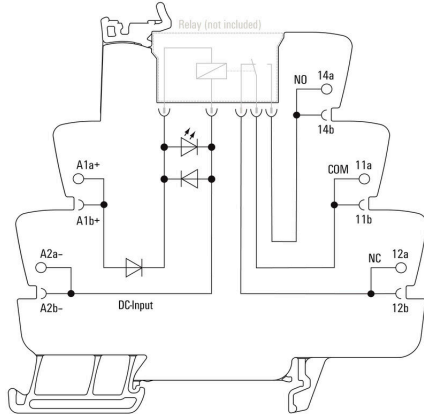 Relay (not included)
NO 14a
14b
A1a+
COM 11a
A1b+
11b
A2a–
NC 12a
A2b–
DC-Input
12b